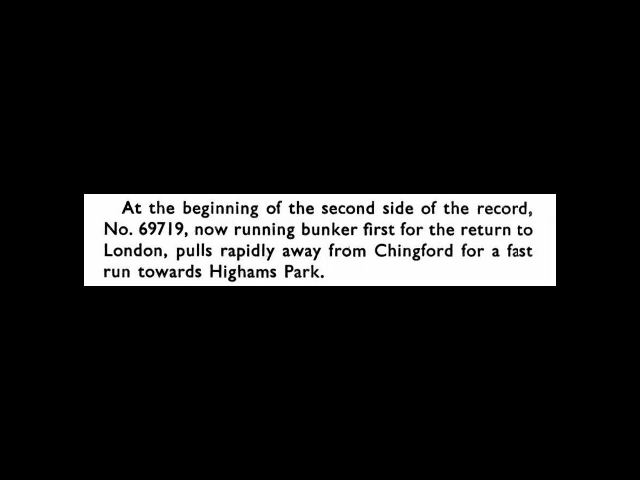 At the beginning of the second side of the record,
No. 69719, now running bunker first for the return to
London, pulls rapidly away from Chingford for a fast
run towards Highams Park.